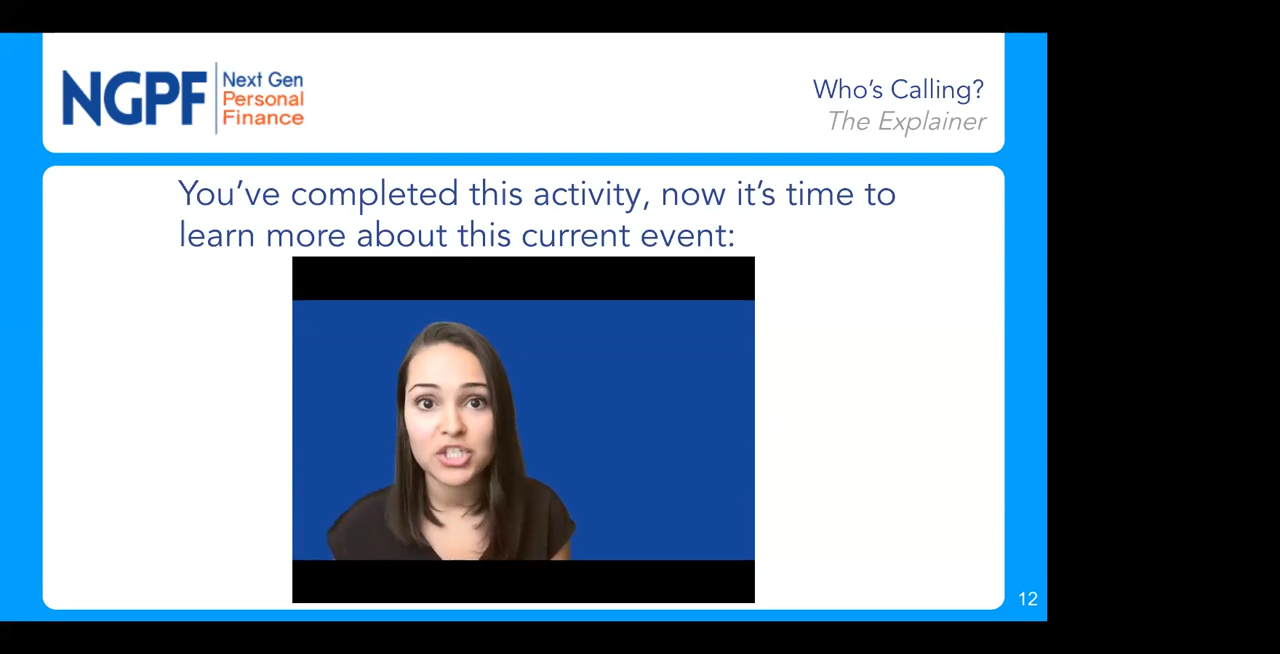 NGPF
Next Gen
Personal
Finance
Who's Calling?
The Explainer
You've completed this activity, now it's time to
learn more about this current event:
12